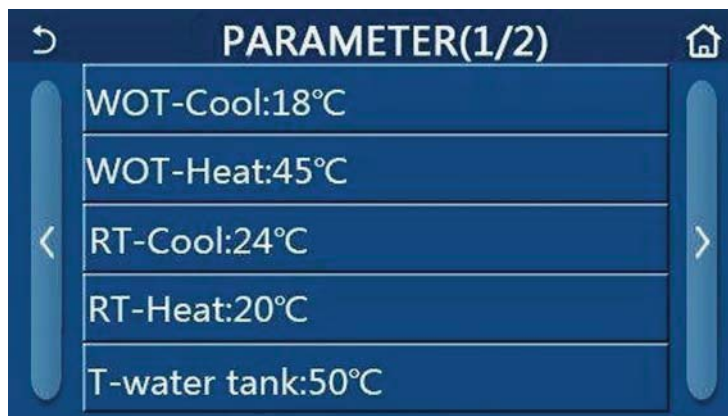 PARAMETER(1/2)
WOT-Cool:18℃
WOT-Heat:45℃
RT-Cool:24℃
RT-Heat:20℃
T-water tank:50℃